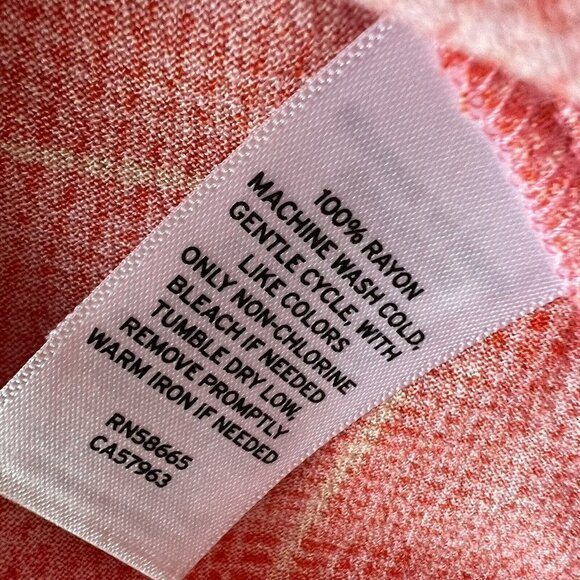 100% RAYON
MACHINE WASH COLD,
GENTLE CYCLE, WITH
LIKE COLORS
ONLY NON-CHLORINE
BLEACH IF NEEDED
TUMBLE DRY LOW.
REMOVE PROMPTLY
WARM IRON IF NEEDED
RN58665
CA57963